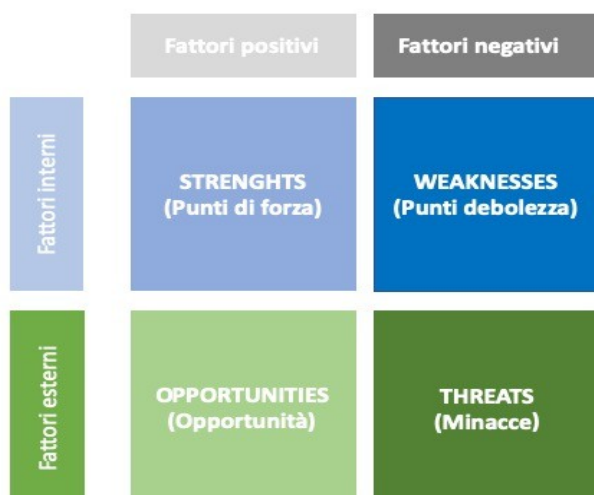 Fattori positivi
Fattori negativi
Fattori interni
STRENGHTS
(Punti di forza)
WEAKNESSES
(Punti debolezza)
Fattori esterni
OPPORTUNITIES
(Opportunità)
THREATS
(Minacce)